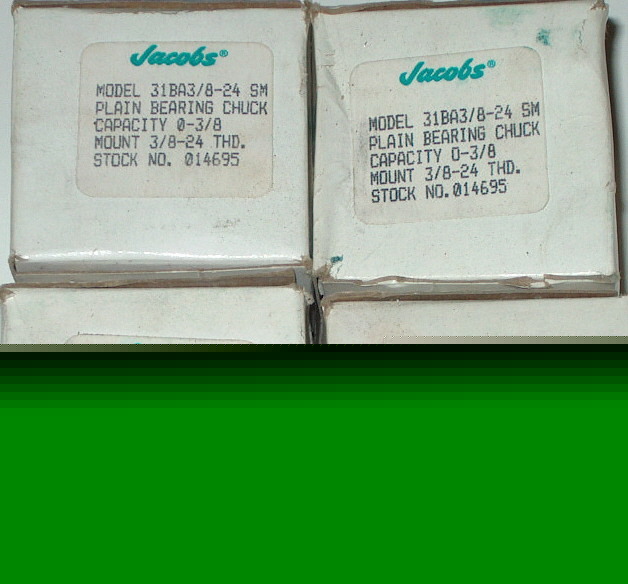 Jacobs®
MODEL 31BA3/8-24 SM
PLAIN BEARING CHUCK
CAPACITY 0-3/8
MOUNT 3/8-24 THD.
STOCK NO. 014695
Jacobs®
MODEL 31BA3/8-24 SM
PLAIN BEARING CHUCK
CAPACITY 0-3/8
MOUNT 3/8-24 THD.
STOCK NO.014695